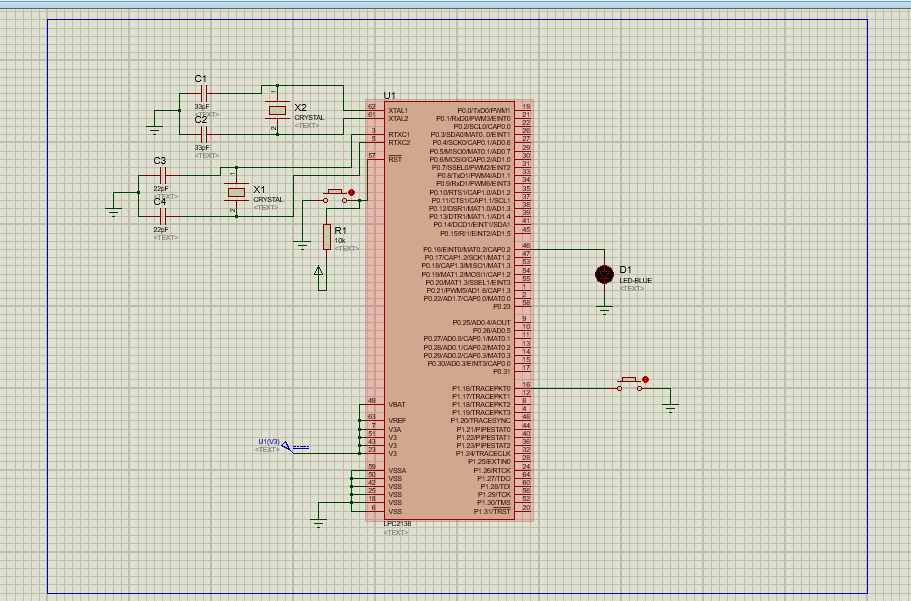 C1
33pF
<TEXT>
C2
33pF
<TEXT>
1
X2
CRYSTAL
<TEXT>
2
C3
22pF
<TEXT>
C4
22pF
<TEXT>
1
X1
CRYSTAL
<TEXT>
2
R1
10k
<TEXT>
U1(V3)
<TEXT>
U1
62 XTAL1
61 XTAL2
3 RTXC1
5 RTXC2
57 RST
49 VBAT
63 VREF
7 V3A
51 V3
43 V3
23 V3
59 VSSA
50 VSS
42 VSS
25 VSS
18 VSS
6 VSS
P0.0/TxD0/PWM1 19
P0.1/RxD0/PWM3/EINT0 21
P0.2/SCL0/CAP0.0 22
P0.3/SDA0/MAT0..0/EINT1 26
P0.4/SCK0/CAP0.1/AD0.6 27
P0.5/MISO0/MAT0.1/AD0.7 29
P0.6/MOSI0/CAP0.2/AD1.0 30
P0.7/SSEL0/PWM2/EINT2 31
P0.8/TxD1/PWM4/AD1.1 33
P0.9/RxD1/PWM6/EINT3 34
P0.10/RTS1/CAP1.0/AD1.2 35
P0.11/CTS1/CAP1.1/SCL1 37
P0.12/DSR1/MAT1.0/AD1.3 38
P0.13/DTR1/MAT1.1/AD1.4 39
P0.14/DCD1/EINT1/SDA1 41
P0.15/RI1/EINT2/AD1.5 45
P0.16/EINT0/MAT0.2/CAP0.2 46
P0.17/CAP1.2/SCK1/MAT1.2 47
P0.18/CAP1.3/MISO1/MAT1.3 53
P0.19/MAT1.2/MOSI1/CAP1.2 54
P0.20/MAT1.3/SSEL1/EINT3 55
P0.21/PWM5/AD1.6/CAP1.3 1
P0.22/AD1.7/CAP0.0/MAT0.0 2
P0.23 58
P0.25/AD0.4/AOUT 9
P0.26/AD0.5 10
P0.27/AD0.0/CAP0.1/MAT0.1 11
P0.28/AD0.1/CAP0.2/MAT0.2 13
P0.29/AD0.2/CAP0.3/MAT0.3 14
P0.30/AD0.3/EINT3/CAP0.0 15
P0.31 17
P1.16/TRACEPKT0 16
P1.17/TRACEPKT1 12
P1.18/TRACEPKT2 8
P1.19/TRACEPKT3 4
P1.20/TRACESYNC 48
P1.21/PIPESTAT0 44
P1.22/PIPESTAT1 40
P1.23/PIPESTAT2 36
P1.24/TRACECLK 32
P1.25/EXTIN0 28
P1.26/RTCK 24
P1.27/TDO 64
P1.28/TDI 60
P1.29/TCK 56
P1.30/TMS 52
P1.31/TRST 20
LPC2138
<TEXT>
D1
LED-BLUE
<TEXT>